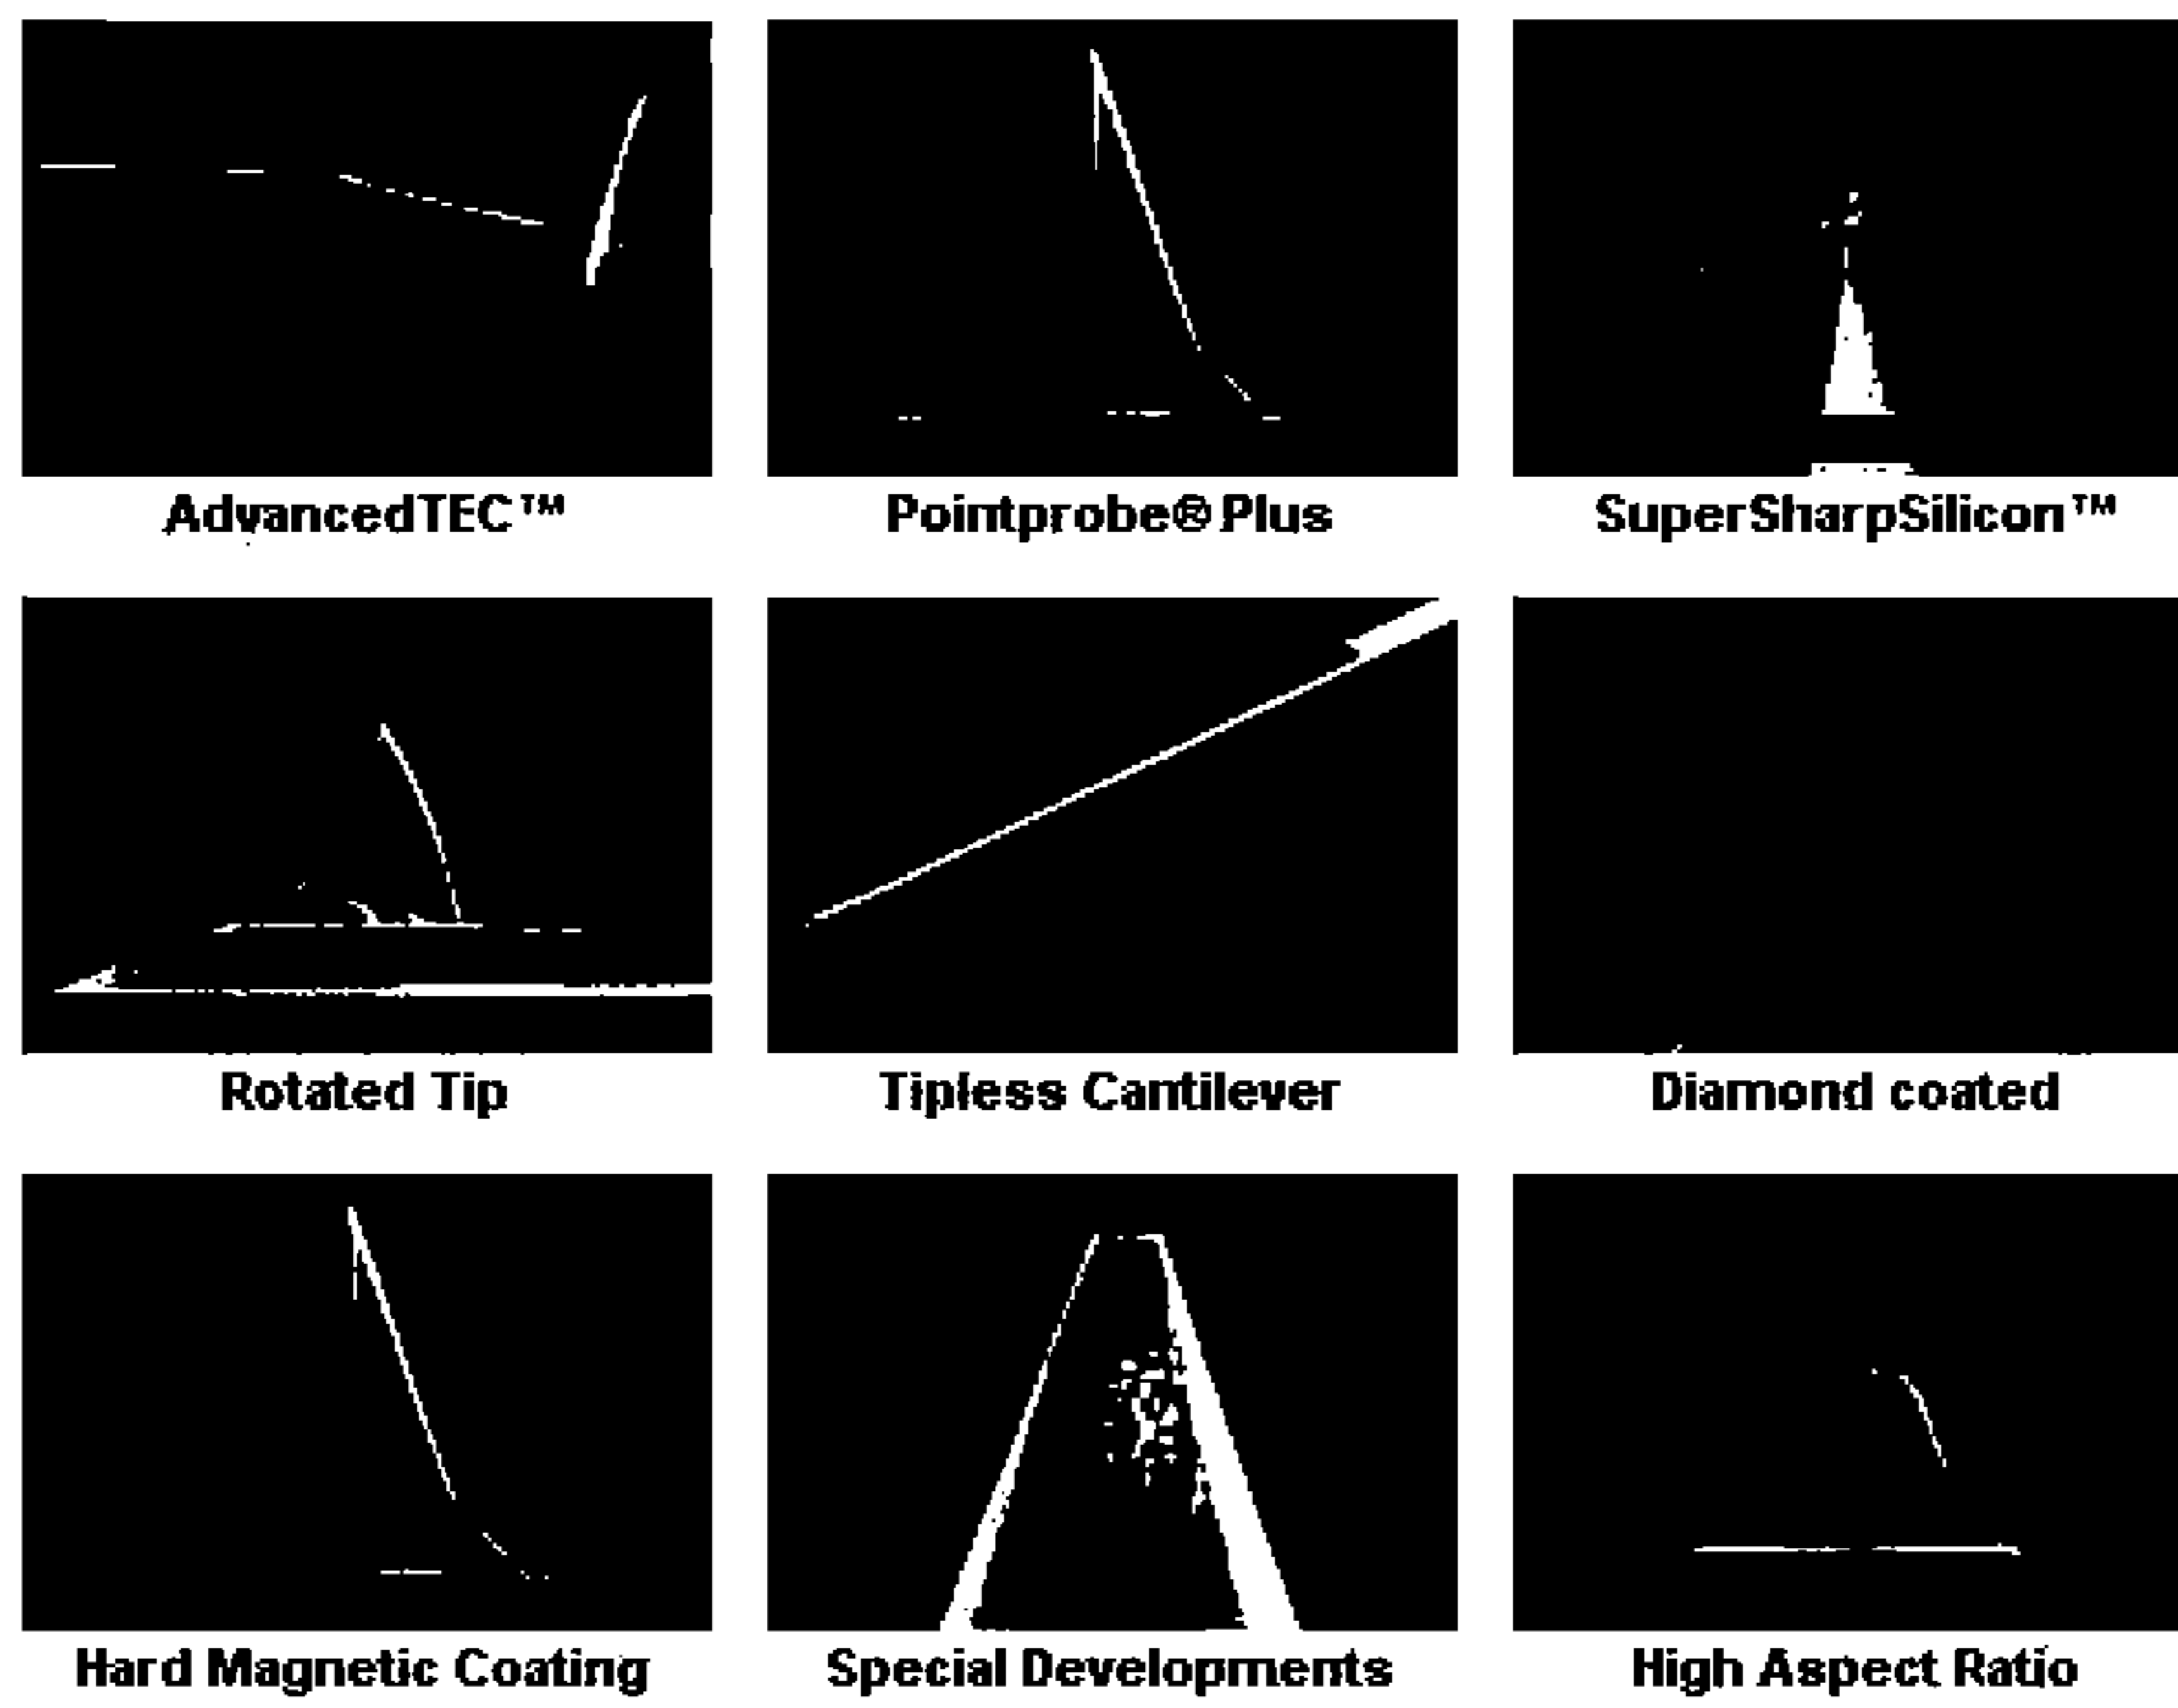 AdvancedTEC™ Pointprobe® Plus SuperSharpSilicon™
Rotated Tip Tipless Cantilever Diamond coated
Hard Magnetic Coating Special Developments High Aspect Ratio